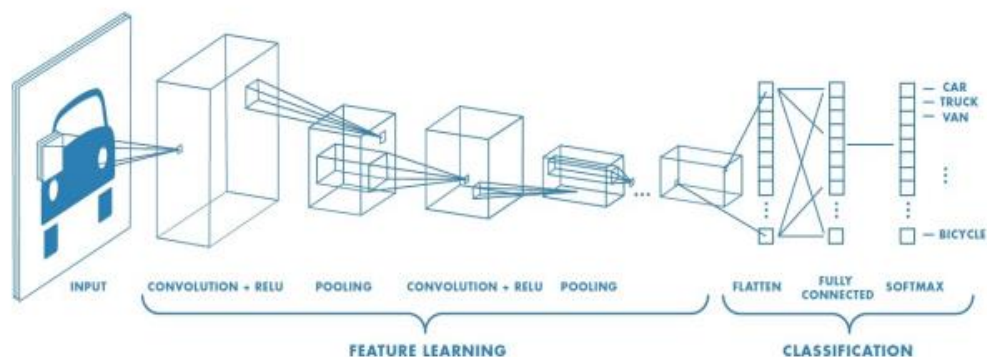 CAR
TRUCK
VAN
BICYCLE
INPUT
CONVOLUTION + RELU
POOLING
CONVOLUTION + RELU
POOLING
FLATTEN
FULLY
CONNECTED
SOFTMAX
FEATURE LEARNING
CLASSIFICATION